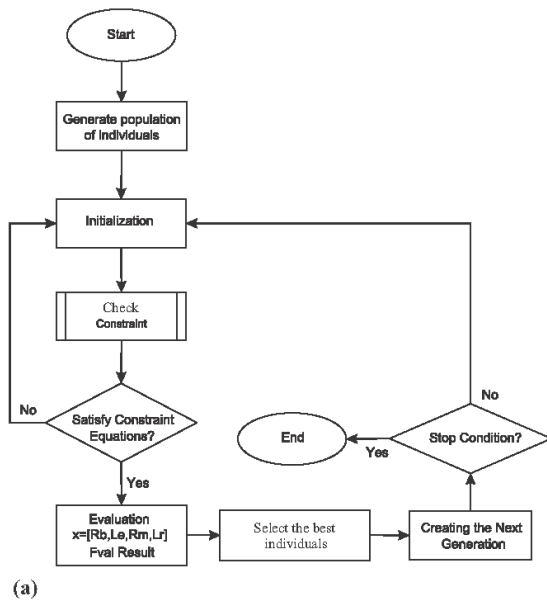 Start
Generate population
of Individuals
Initialization
Check
Constraint
No
Satisfy Constraint
Equations?
Yes
Evaluation
x=[Rb,Le,Rm,Lr]
Fval Result
Select the best
individuals
Creating the Next
Generation
Stop Condition?
No
Yes
End
(a)